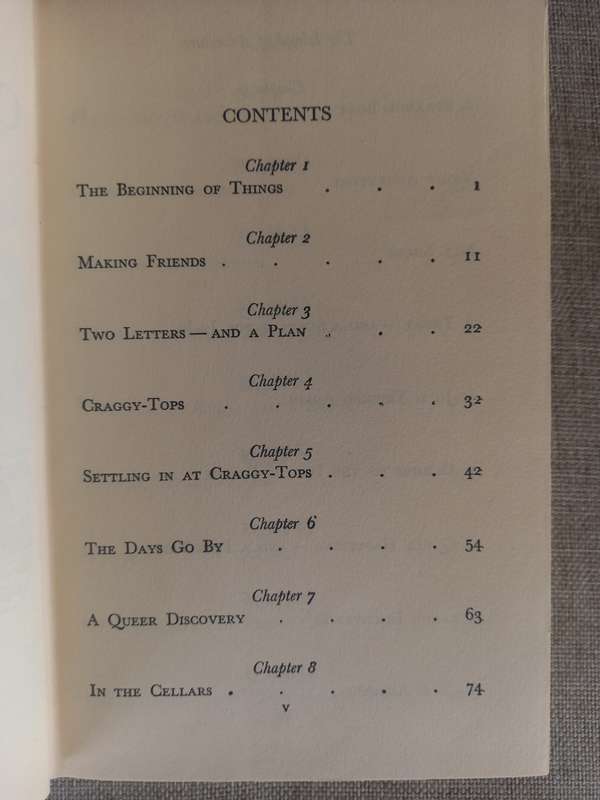 CONTENTS
Chapter 1
The Beginning of Things . . . 1
Chapter 2
Making Friends . . . . . 11
Chapter 3
Two Letters — and a Plan . . . 22
Chapter 4
Craggy-Tops . . . . . 32
Chapter 5
Settling in at Craggy-Tops . . . 42
Chapter 6
The Days Go By . . . . 54
Chapter 7
A Queer Discovery . . . . 63
Chapter 8
In the Cellars . . . . . 74
v